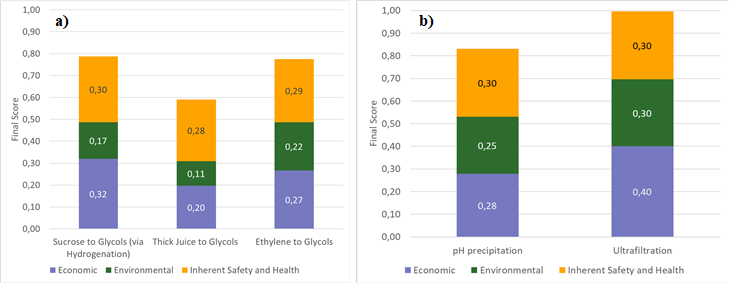 a)
1,00
0,90
0,80
0,70
0,60
0,50
0,40
0,30
0,20
0,10
0,00
Final Score
0,30
0,17
0,32
0,28
0,11
0,20
0,29
0,22
0,27
Sucrose to Glycols (via
Hydrogenation)
Thick Juice to Glycols
Ethylene to Glycols
Economic
Environmental
Inherent Safety and Health
b)
1,00
0,90
0,80
0,70
0,60
0,50
0,40
0,30
0,20
0,10
0,00
Final Score
0,30
0,25
0,28
0,30
0,30
0,40
pH precipitation
Ultrafiltration
Economic
Environmental
Inherent Safety and Health